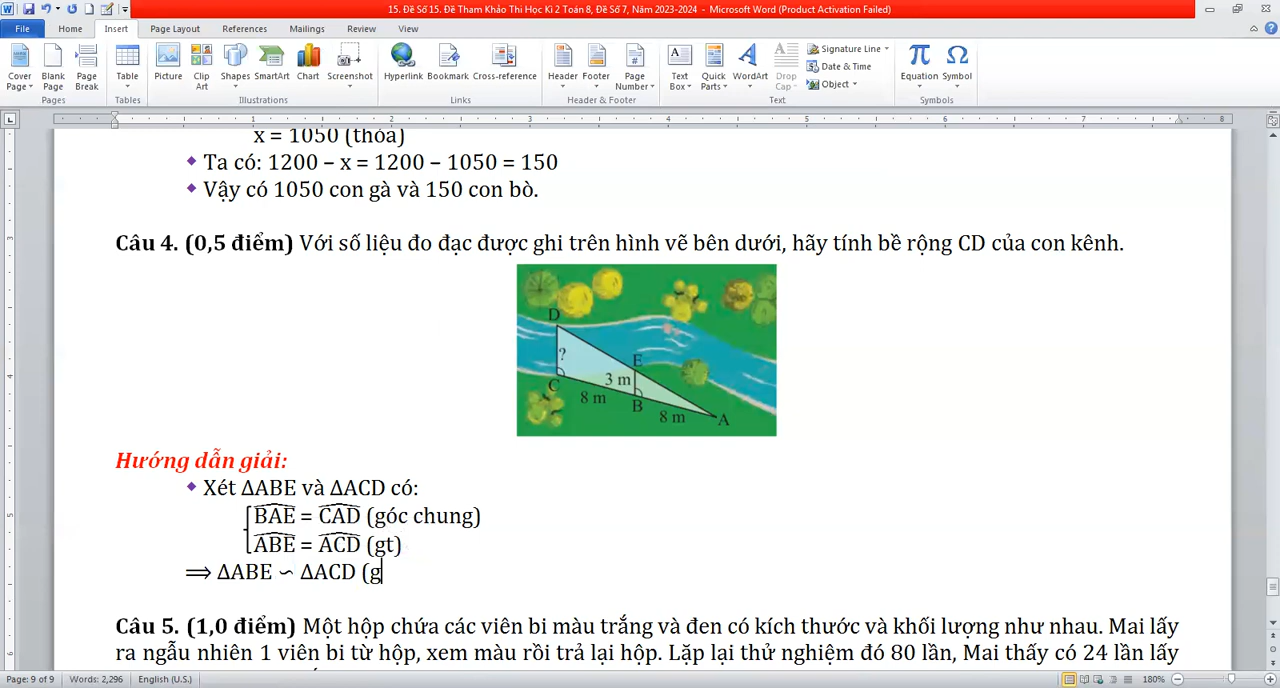 15. Đề Số 15. Đề Tham Khảo Thi Học Kì 2 Toán 8, Đề Số 7, Năm 2023-2024 - Microsoft Word (Product Activation Failed)
File Home Insert Page Layout References Mailings Review View
Cover Page Blank Page Page Break Table Picture Clip Art Shapes SmartArt Chart Screenshot Hyperlink Bookmark Cross-reference Header Footer Page Number Text Box Quick Parts WordArt Drop Cap Signature Line Date & Time Object Equation Symbol
Pages Tables Illustrations Links Header & Footer Text Symbols
1 2 3 4 5 6 7 8
x = 1050 (thỏa)
Ta có: 1200 – x = 1200 – 1050 = 150
Vậy có 1050 con gà và 150 con bò.
Câu 4. (0,5 điểm) Với số liệu đo đạc được ghi trên hình vẽ bên dưới, hãy tính bề rộng CD của con kênh.
D
?
E
C
3 m
8 m
B
8 m
A
Hướng dẫn giải:
Xét ΔABE và ΔACD có:
BAE = CAD (góc chung)
ABE = ACD (gt)
⟹ ΔABE ∽ ΔACD (g
Câu 5. (1,0 điểm) Một hộp chứa các viên bi màu trắng và đen có kích thước và khối lượng như nhau. Mai lấy
ra ngẫu nhiên 1 viên bi từ hộp, xem màu rồi trả lại hộp. Lặp lại thử nghiệm đó 80 lần, Mai thấy có 24 lần lấy
Page: 9 of 9 Words: 2,296 English (U.S.) 180%